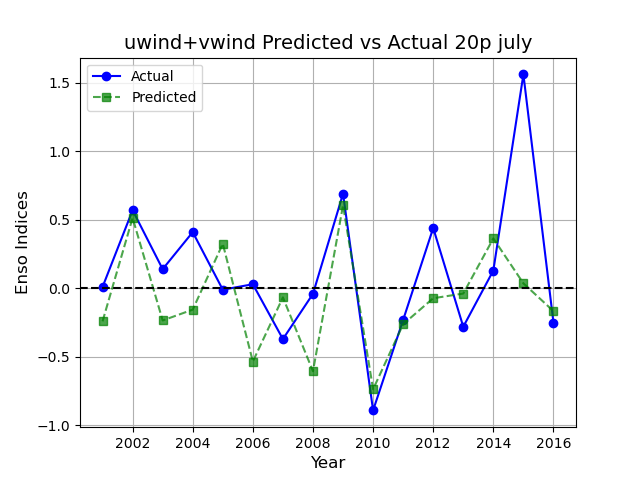 uwind+vwind Predicted vs Actual 20p july
Actual
Predicted
1.5
1.0
0.5
0.0
−0.5
−1.0
Enso Indices
2002 2004 2006 2008 2010 2012 2014 2016
Year